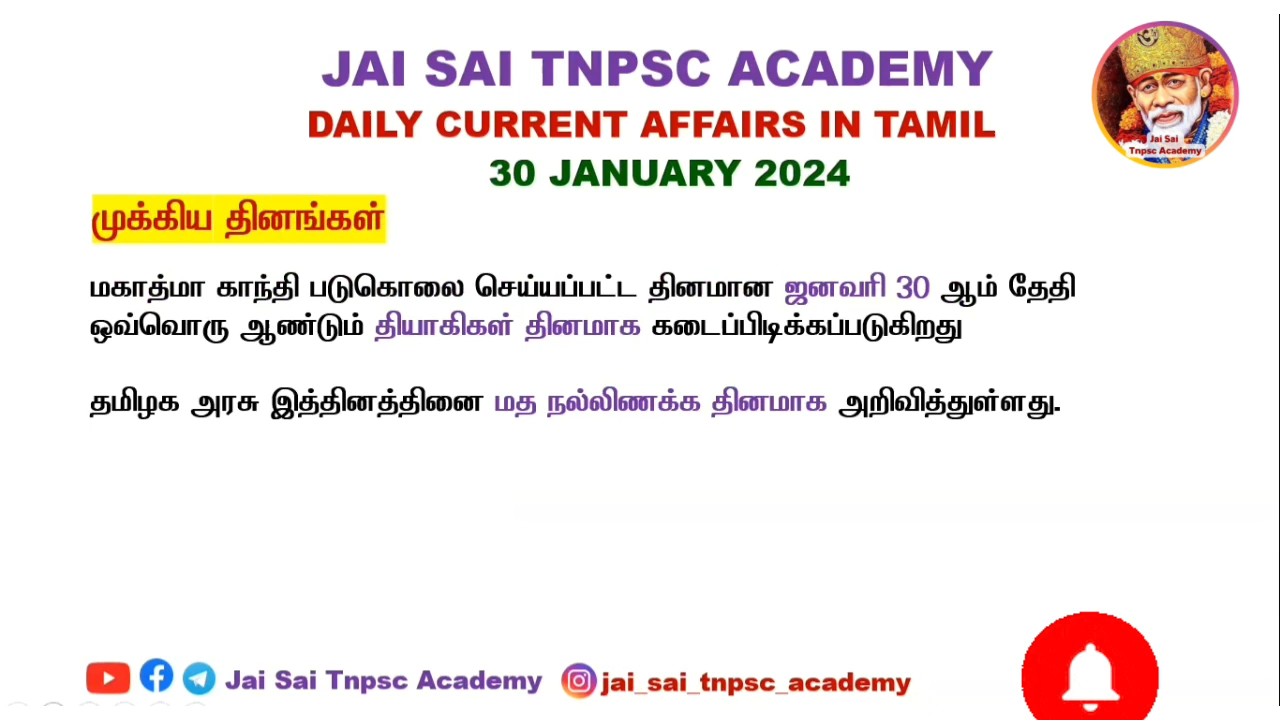 JAI SAI TNPSC ACADEMY
DAILY CURRENT AFFAIRS IN TAMIL
30 JANUARY 2024
Jai Sai
Tnpsc Academy
முக்கிய தினங்கள்
மகாத்மா காந்தி படுகொலை செய்யப்பட்ட தினமான ஜனவரி 30 ஆம் தேதி
ஒவ்வொரு ஆண்டும் தியாகிகள் தினமாக கடைப்பிடிக்கப்படுகிறது
தமிழக அரசு இத்தினத்தினை மத நல்லிணக்க தினமாக அறிவித்துள்ளது.
Jai Sai Tnpsc Academy
jai_sai_tnpsc_academy